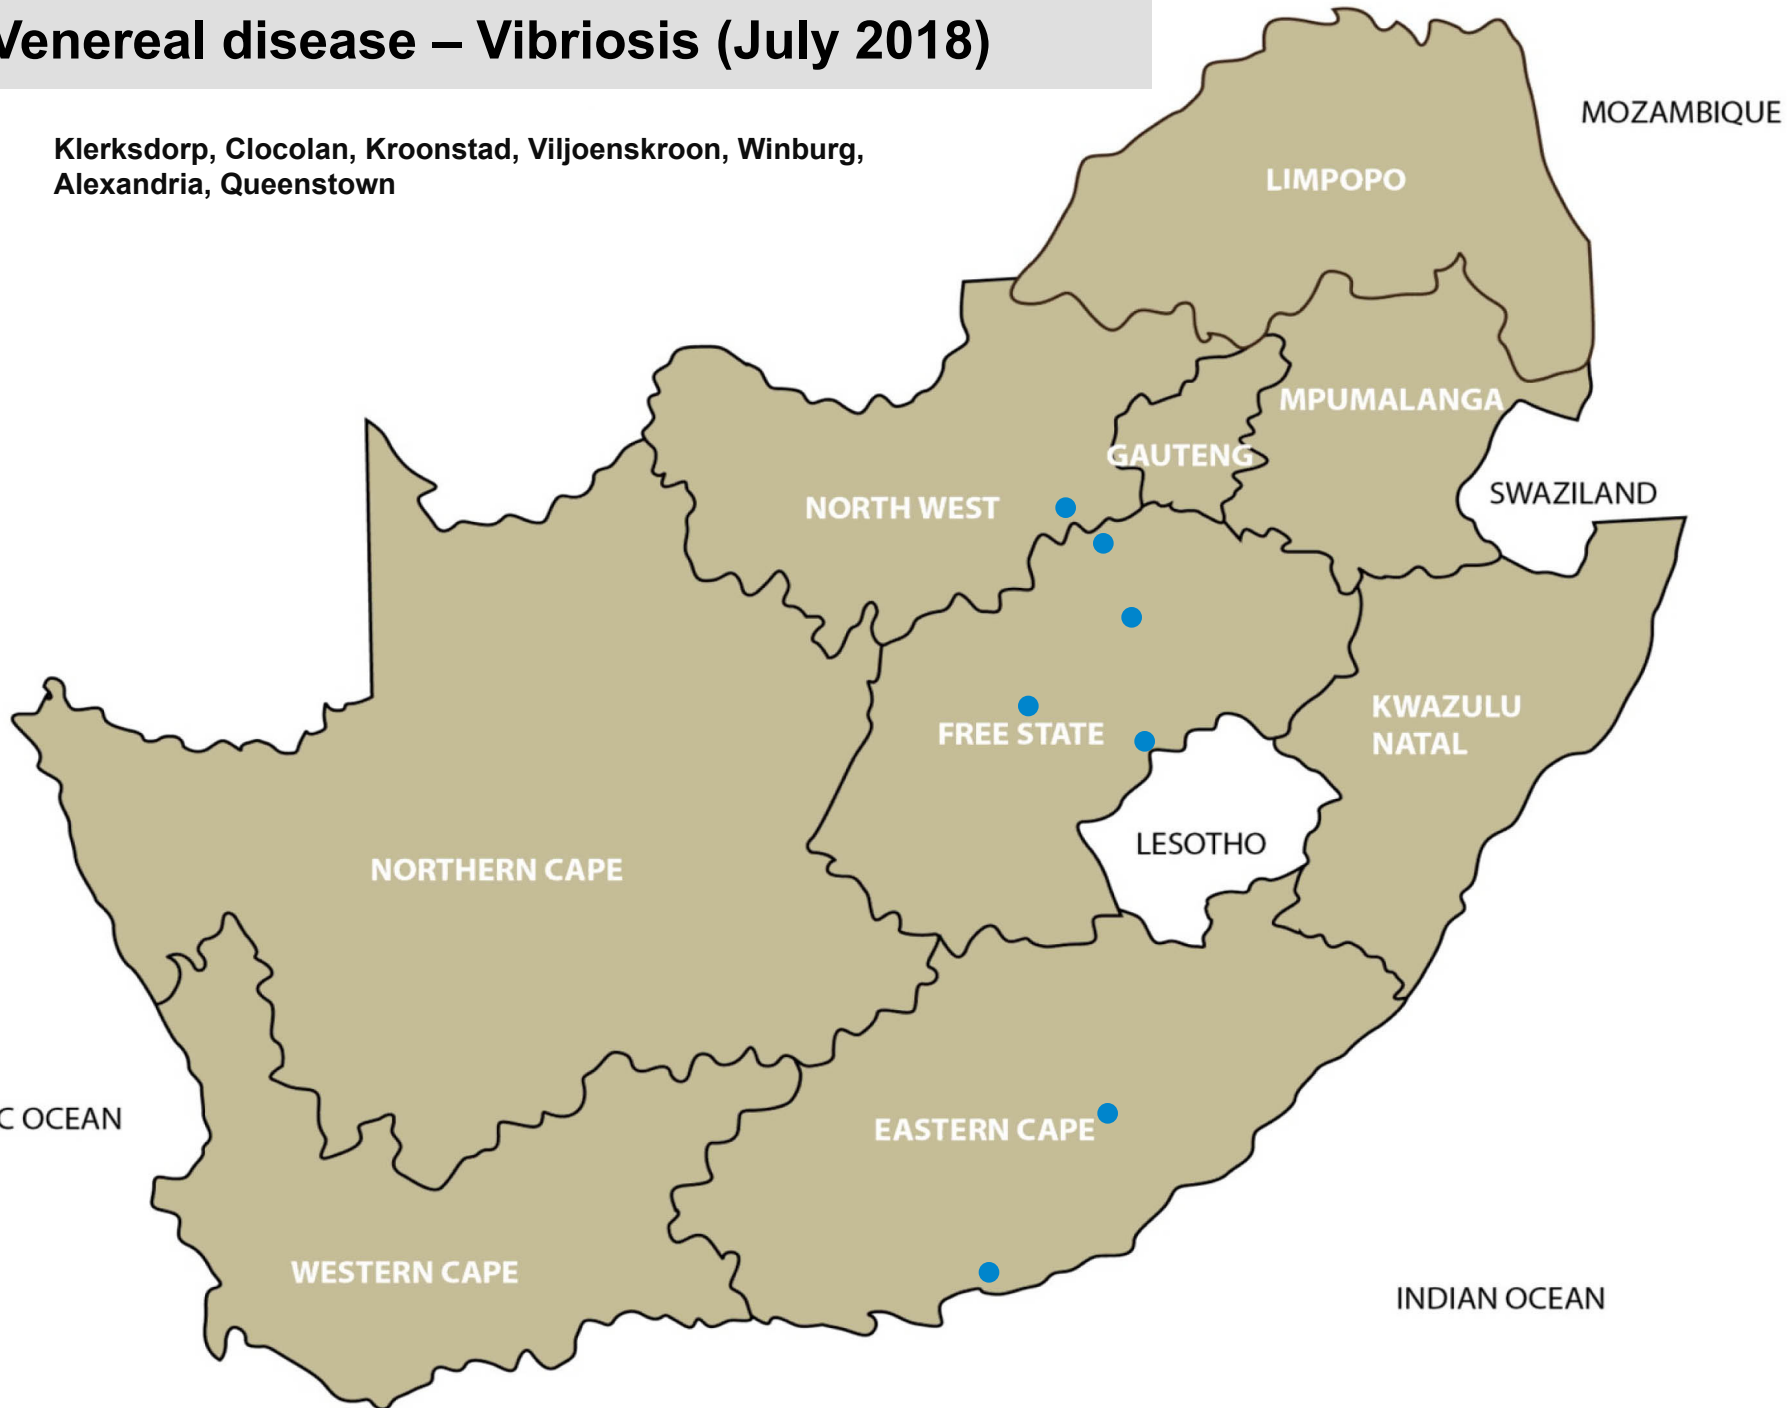 Venereal disease – Vibriosis (July 2018)
Klerksdorp, Clocolan, Kroonstad, Viljoenskroon, Winburg,
Alexandria, Queenstown
MOZAMBIQUE
LIMPOPO
MPUMALANGA
GAUTENG
SWAZILAND
NORTH WEST
KWAZULU
NATAL
FREE STATE
LESOTHO
NORTHERN CAPE
C OCEAN
EASTERN CAPE
WESTERN CAPE
INDIAN OCEAN